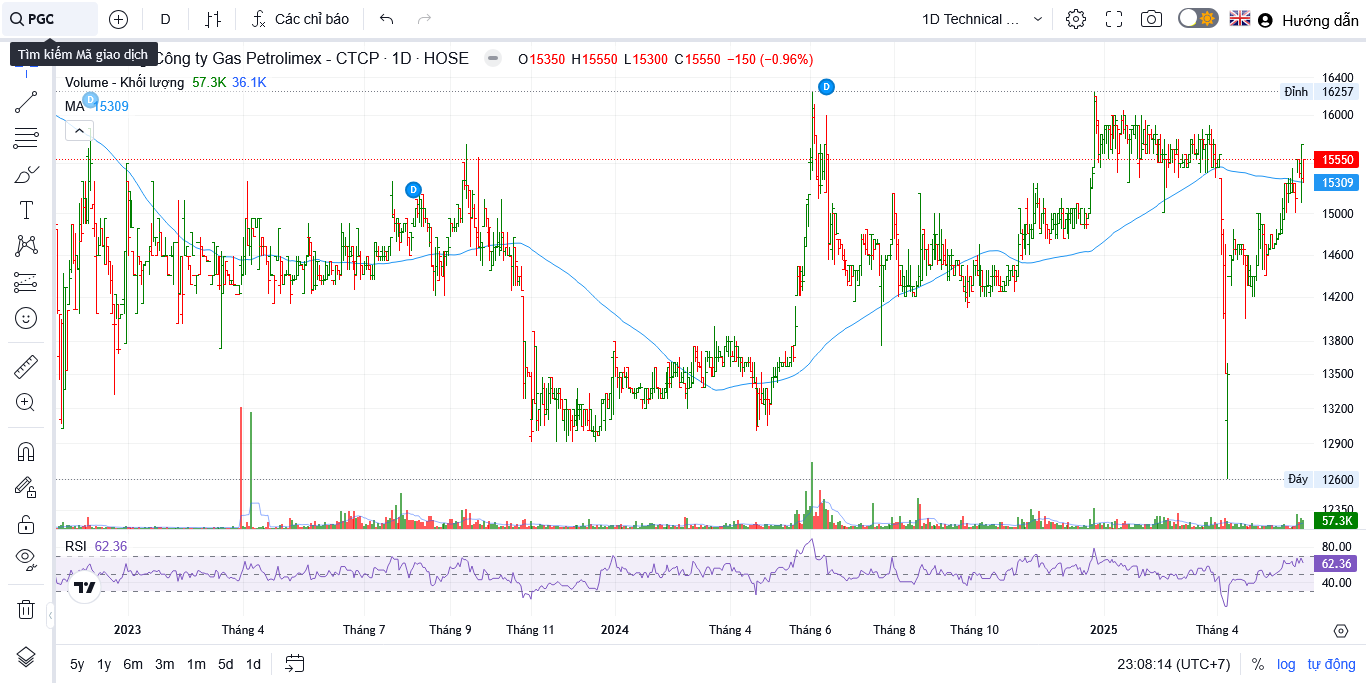 PGC D Các chỉ báo 1D Technical ... Hướng dẫn
Tìm kiếm Mã giao dịch
Công ty Gas Petrolimex - CTCP · 1D · HOSE O15350 H15550 L15300 C15550 −150 (−0.96%)
Volume - Khối lượng 57.3K 36.1K
MA 15309
D
D
D
16400
Đỉnh 16257
16000
15550
15309
15000
14600
14200
13800
13500
13200
12900
Đáy 12600
12350
57.3K
RSI 62.36
80.00
62.36
40.00
2023 Tháng 4 Tháng 7 Tháng 9 Tháng 11 2024 Tháng 4 Tháng 6 Tháng 8 Tháng 10 2025 Tháng 4
5y 1y 6m 3m 1m 5d 1d 23:08:14 (UTC+7) % log tự động